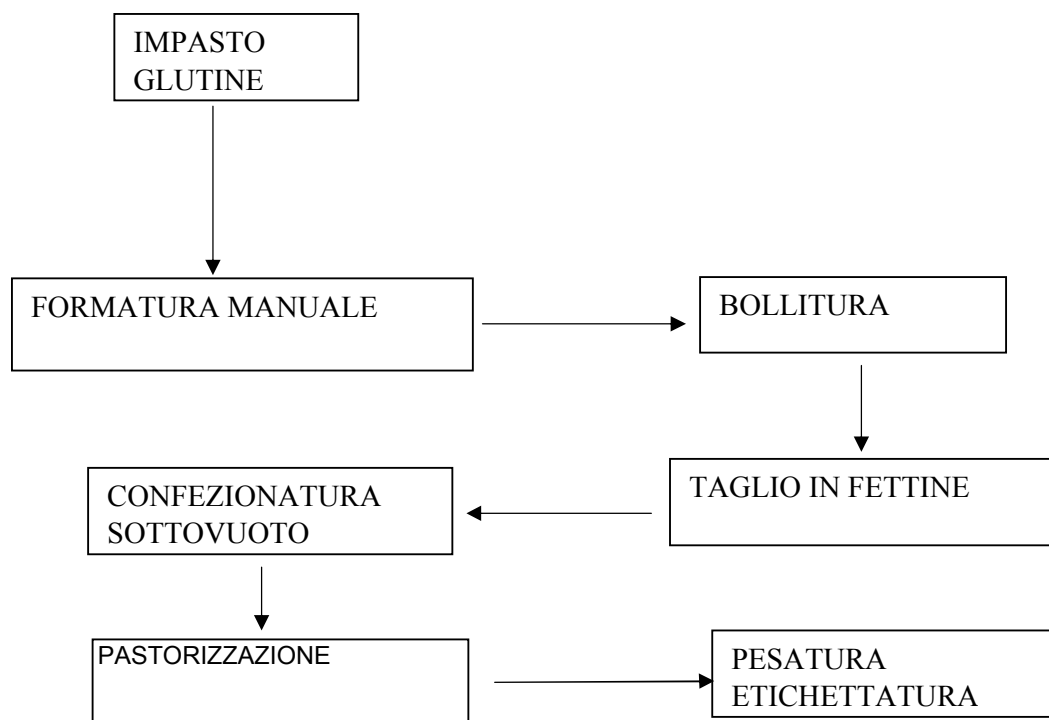 IMPASTO
GLUTINE
FORMATURA MANUALE
BOLLITURA
TAGLIO IN FETTINE
CONFEZIONATURA
SOTTOVUOTO
PASTORIZZAZIONE
PESATURA
ETICHETTATURA